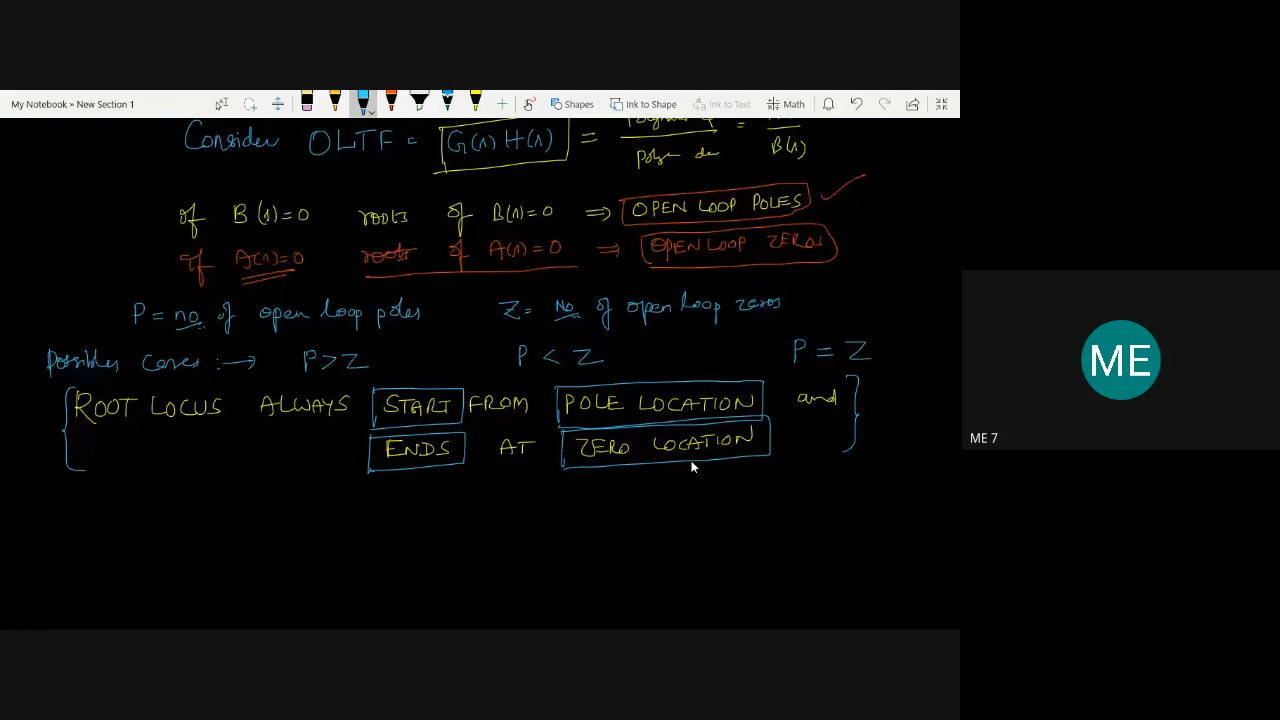 My Notebook » New Section 1
Shapes Ink to Shape Ink to Text Math
Consider OLTF = G(s) H(s) = =
B(s)
of B(s)=0 roots of B(s)=0 ⇒ OPEN LOOP POLES ✓
of A(s)=0 roots of A(s)=0 ⇒ OPEN LOOP ZEROS
P = no. of open loop poles Z = No. of open loop zeros
Possibles cases :→ P>Z P < Z P = Z
ROOT LOCUS ALWAYS START FROM POLE LOCATION and
ENDS AT ZERO LOCATION
ME
ME 7